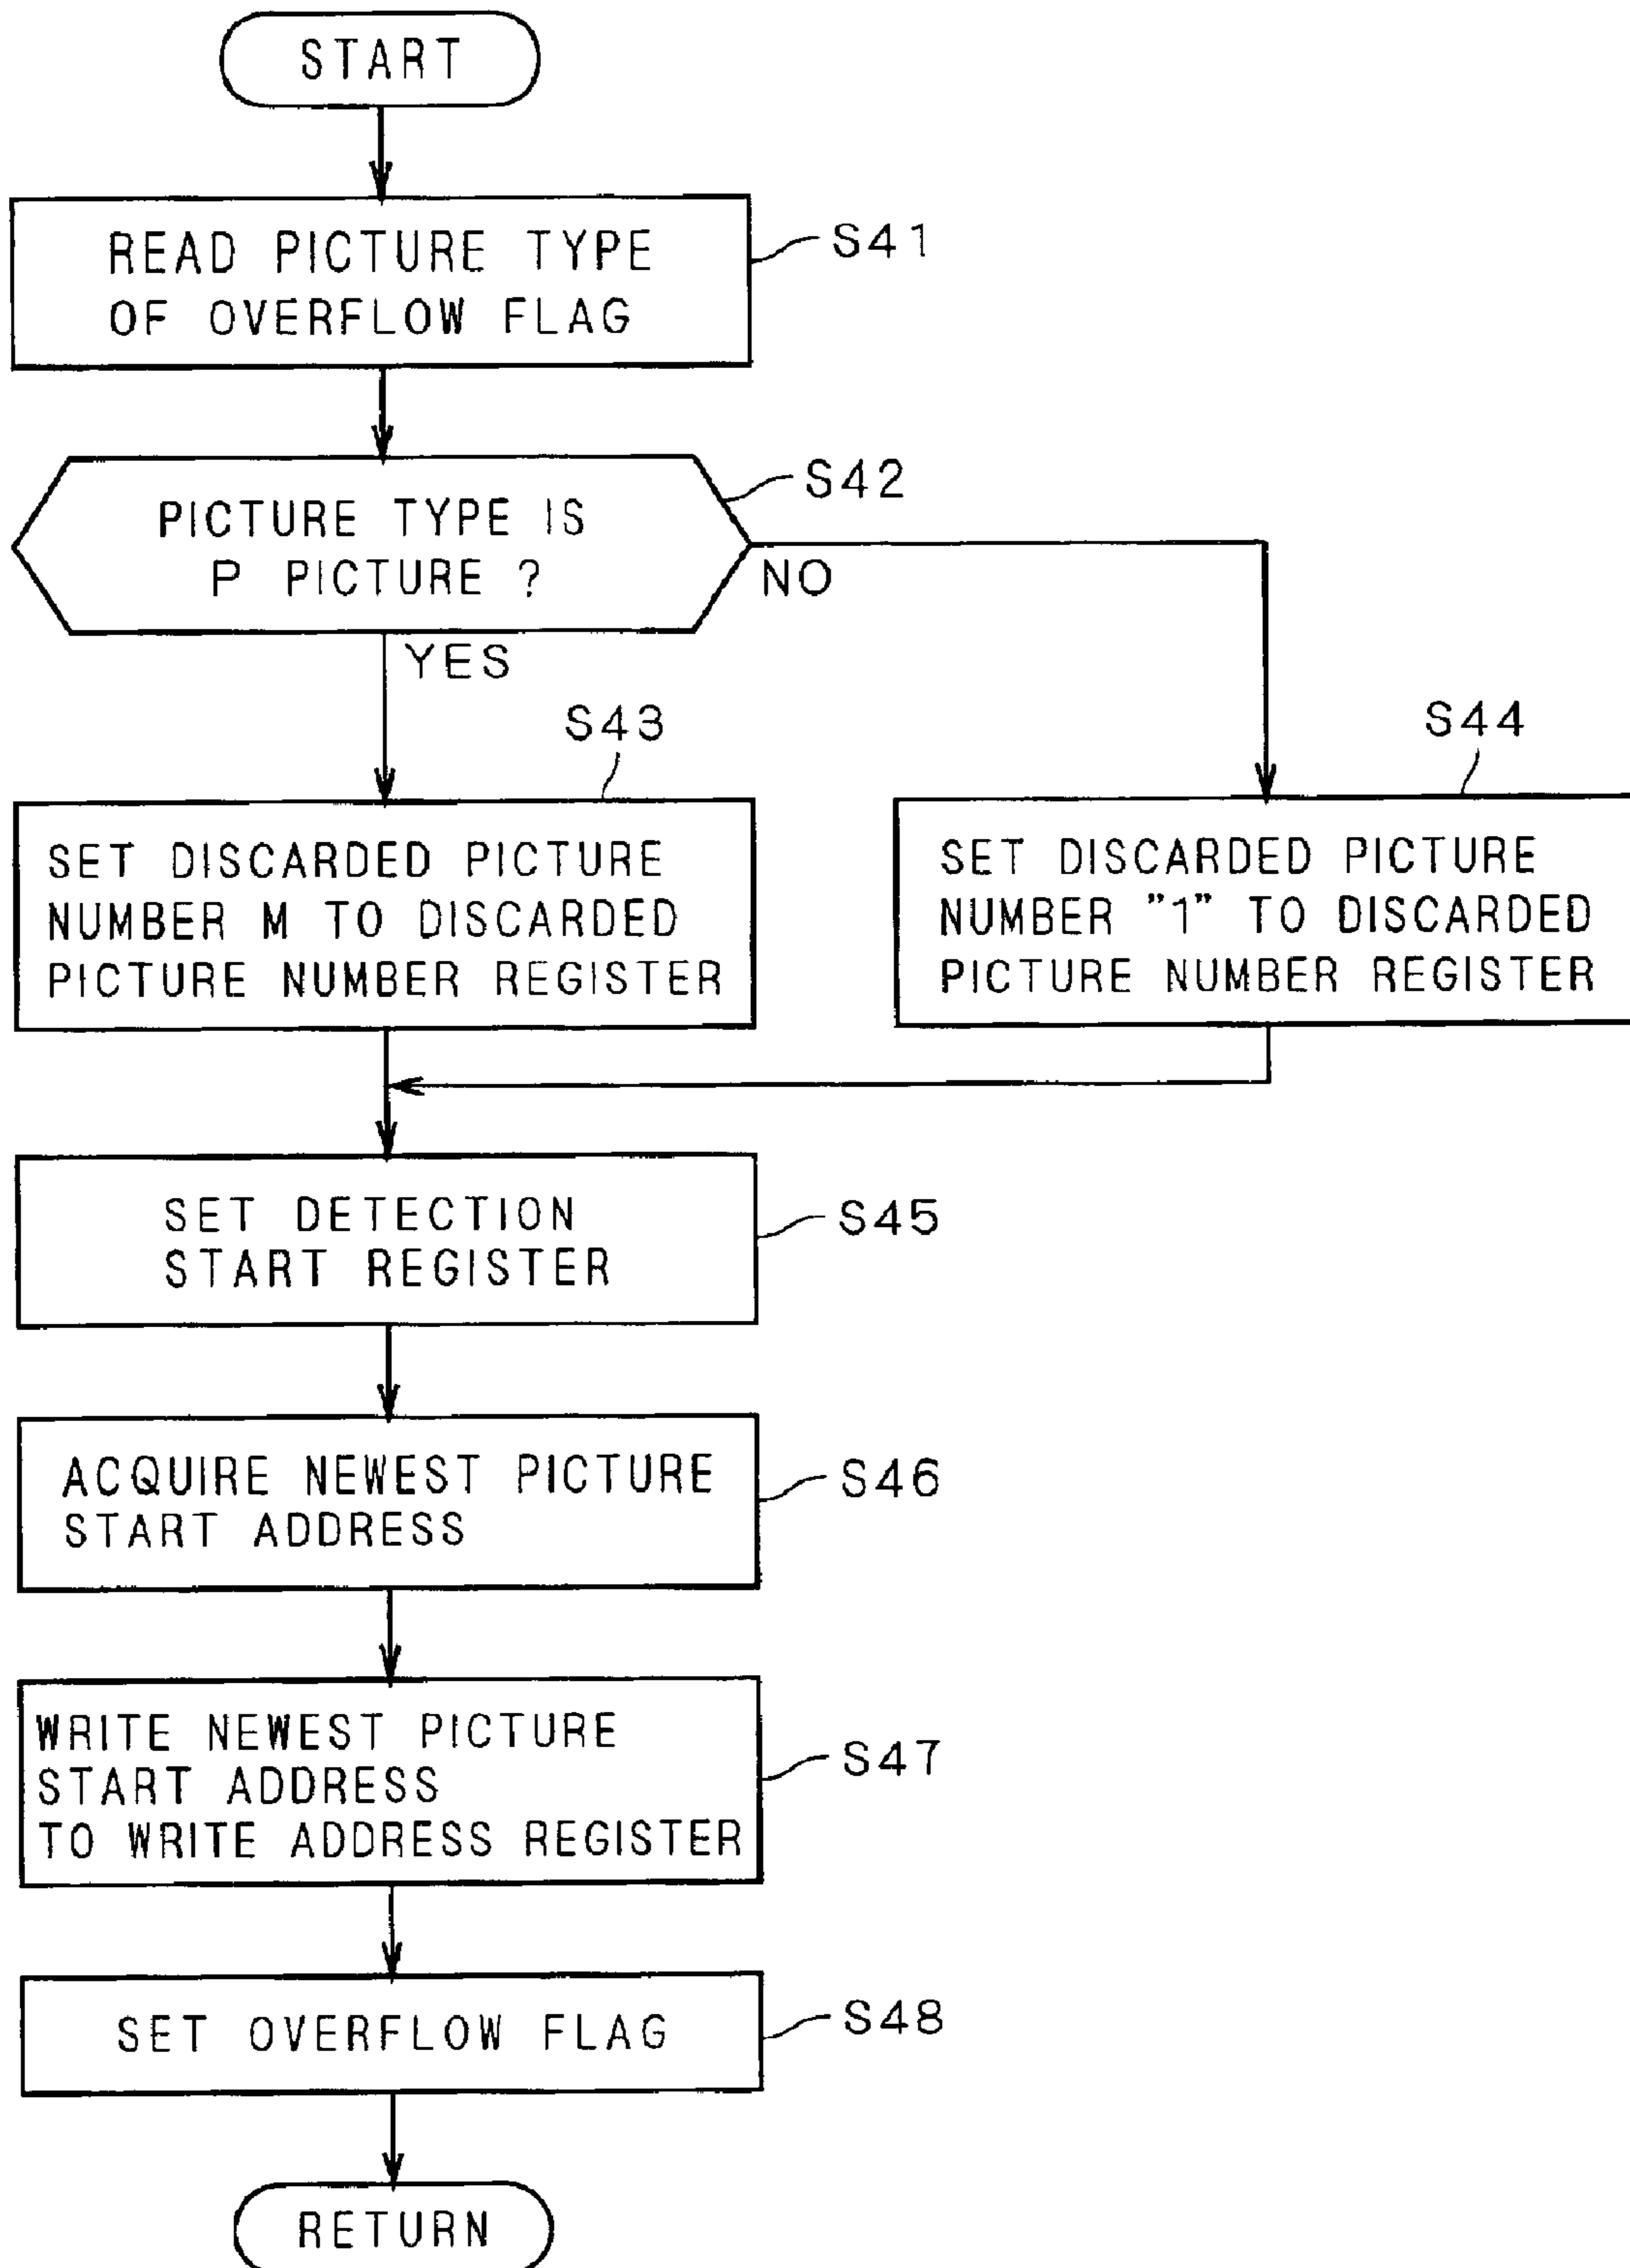 START
READ PICTURE TYPE
OF OVERFLOW FLAG
S41
PICTURE TYPE IS
P PICTURE ?
S42
NO
YES
S43
SET DISCARDED PICTURE
NUMBER M TO DISCARDED
PICTURE NUMBER REGISTER
S44
SET DISCARDED PICTURE
NUMBER "1" TO DISCARDED
PICTURE NUMBER REGISTER
SET DETECTION
START REGISTER
S45
ACQUIRE NEWEST PICTURE
START ADDRESS
S46
WRITE NEWEST PICTURE
START ADDRESS
TO WRITE ADDRESS REGISTER
S47
SET OVERFLOW FLAG
S48
RETURN